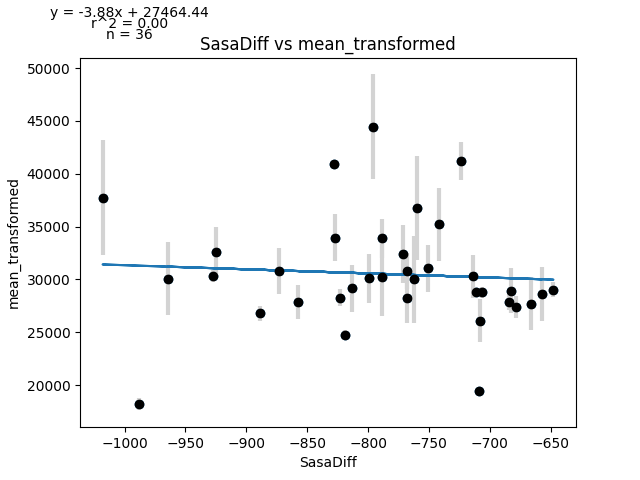 y = -3.88x + 27464.44
r^2 = 0.00
n = 36
SasaDiff vs mean_transformed
50000
45000
40000
35000
30000
25000
20000
mean_transformed
−1000 −950 −900 −850 −800 −750 −700 −650
SasaDiff